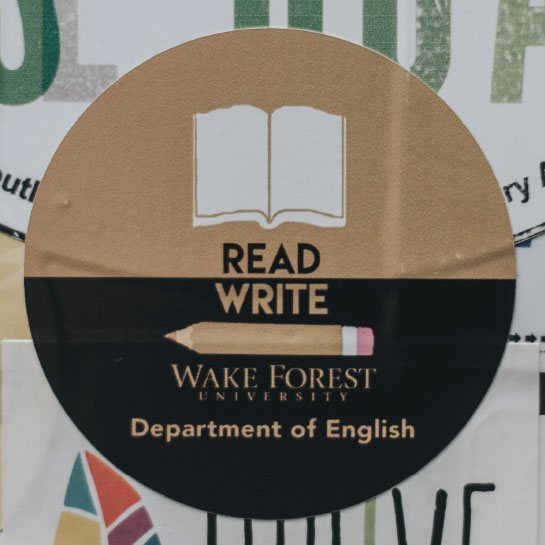 READ
WRITE
WAKE FOREST
UNIVERSITY
Department of English